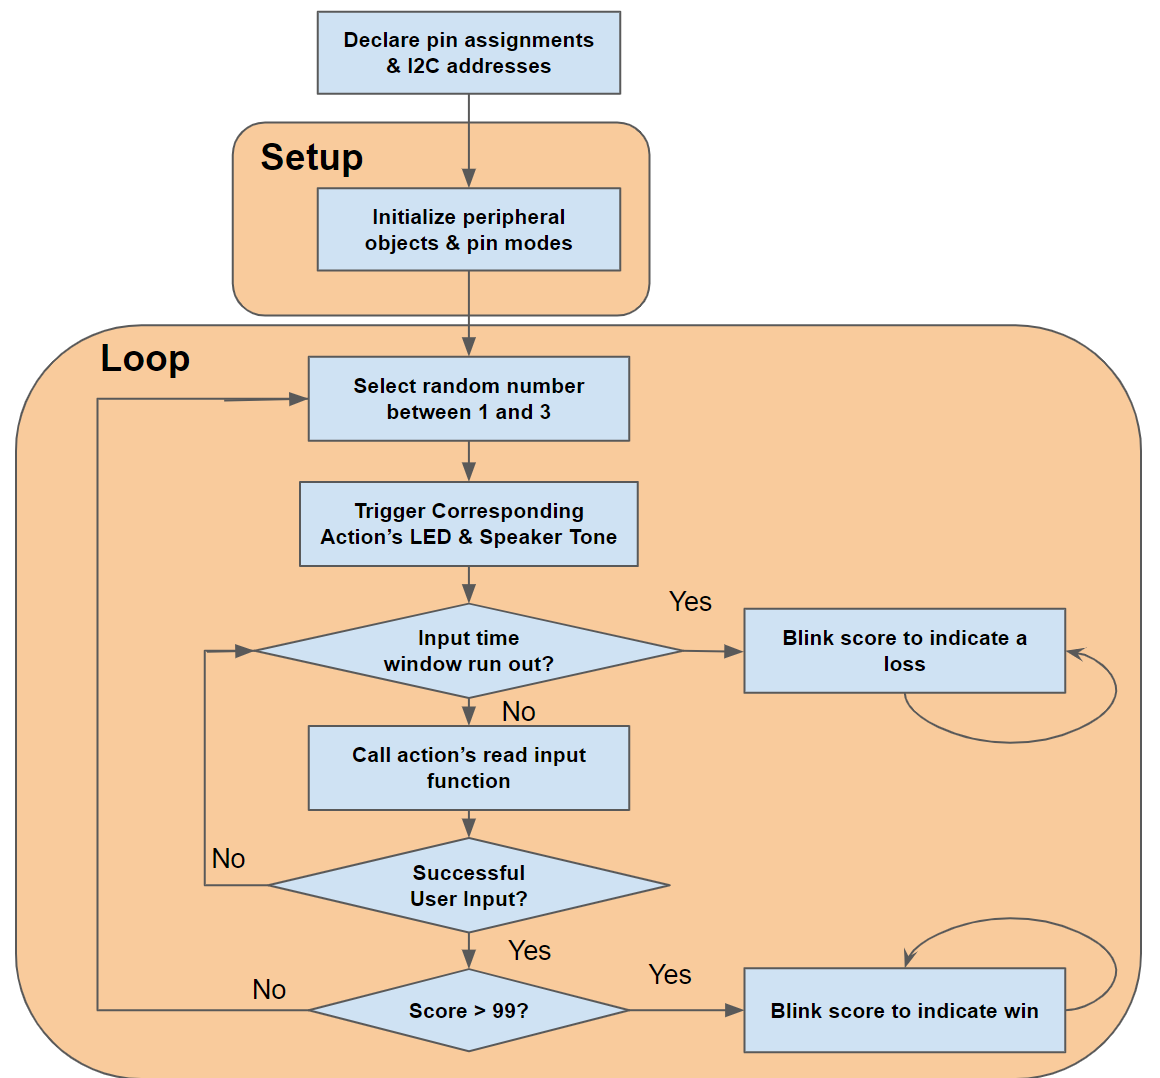 Declare pin assignments
& I2C addresses
Setup
Initialize peripheral
objects & pin modes
Loop
Select random number
between 1 and 3
Trigger Corresponding
Action’s LED & Speaker Tone
Input time
window run out?
Yes
Blink score to indicate a
loss
No
Call action’s read input
function
Successful
User Input?
No
Yes
Score > 99?
No
Yes
Blink score to indicate win